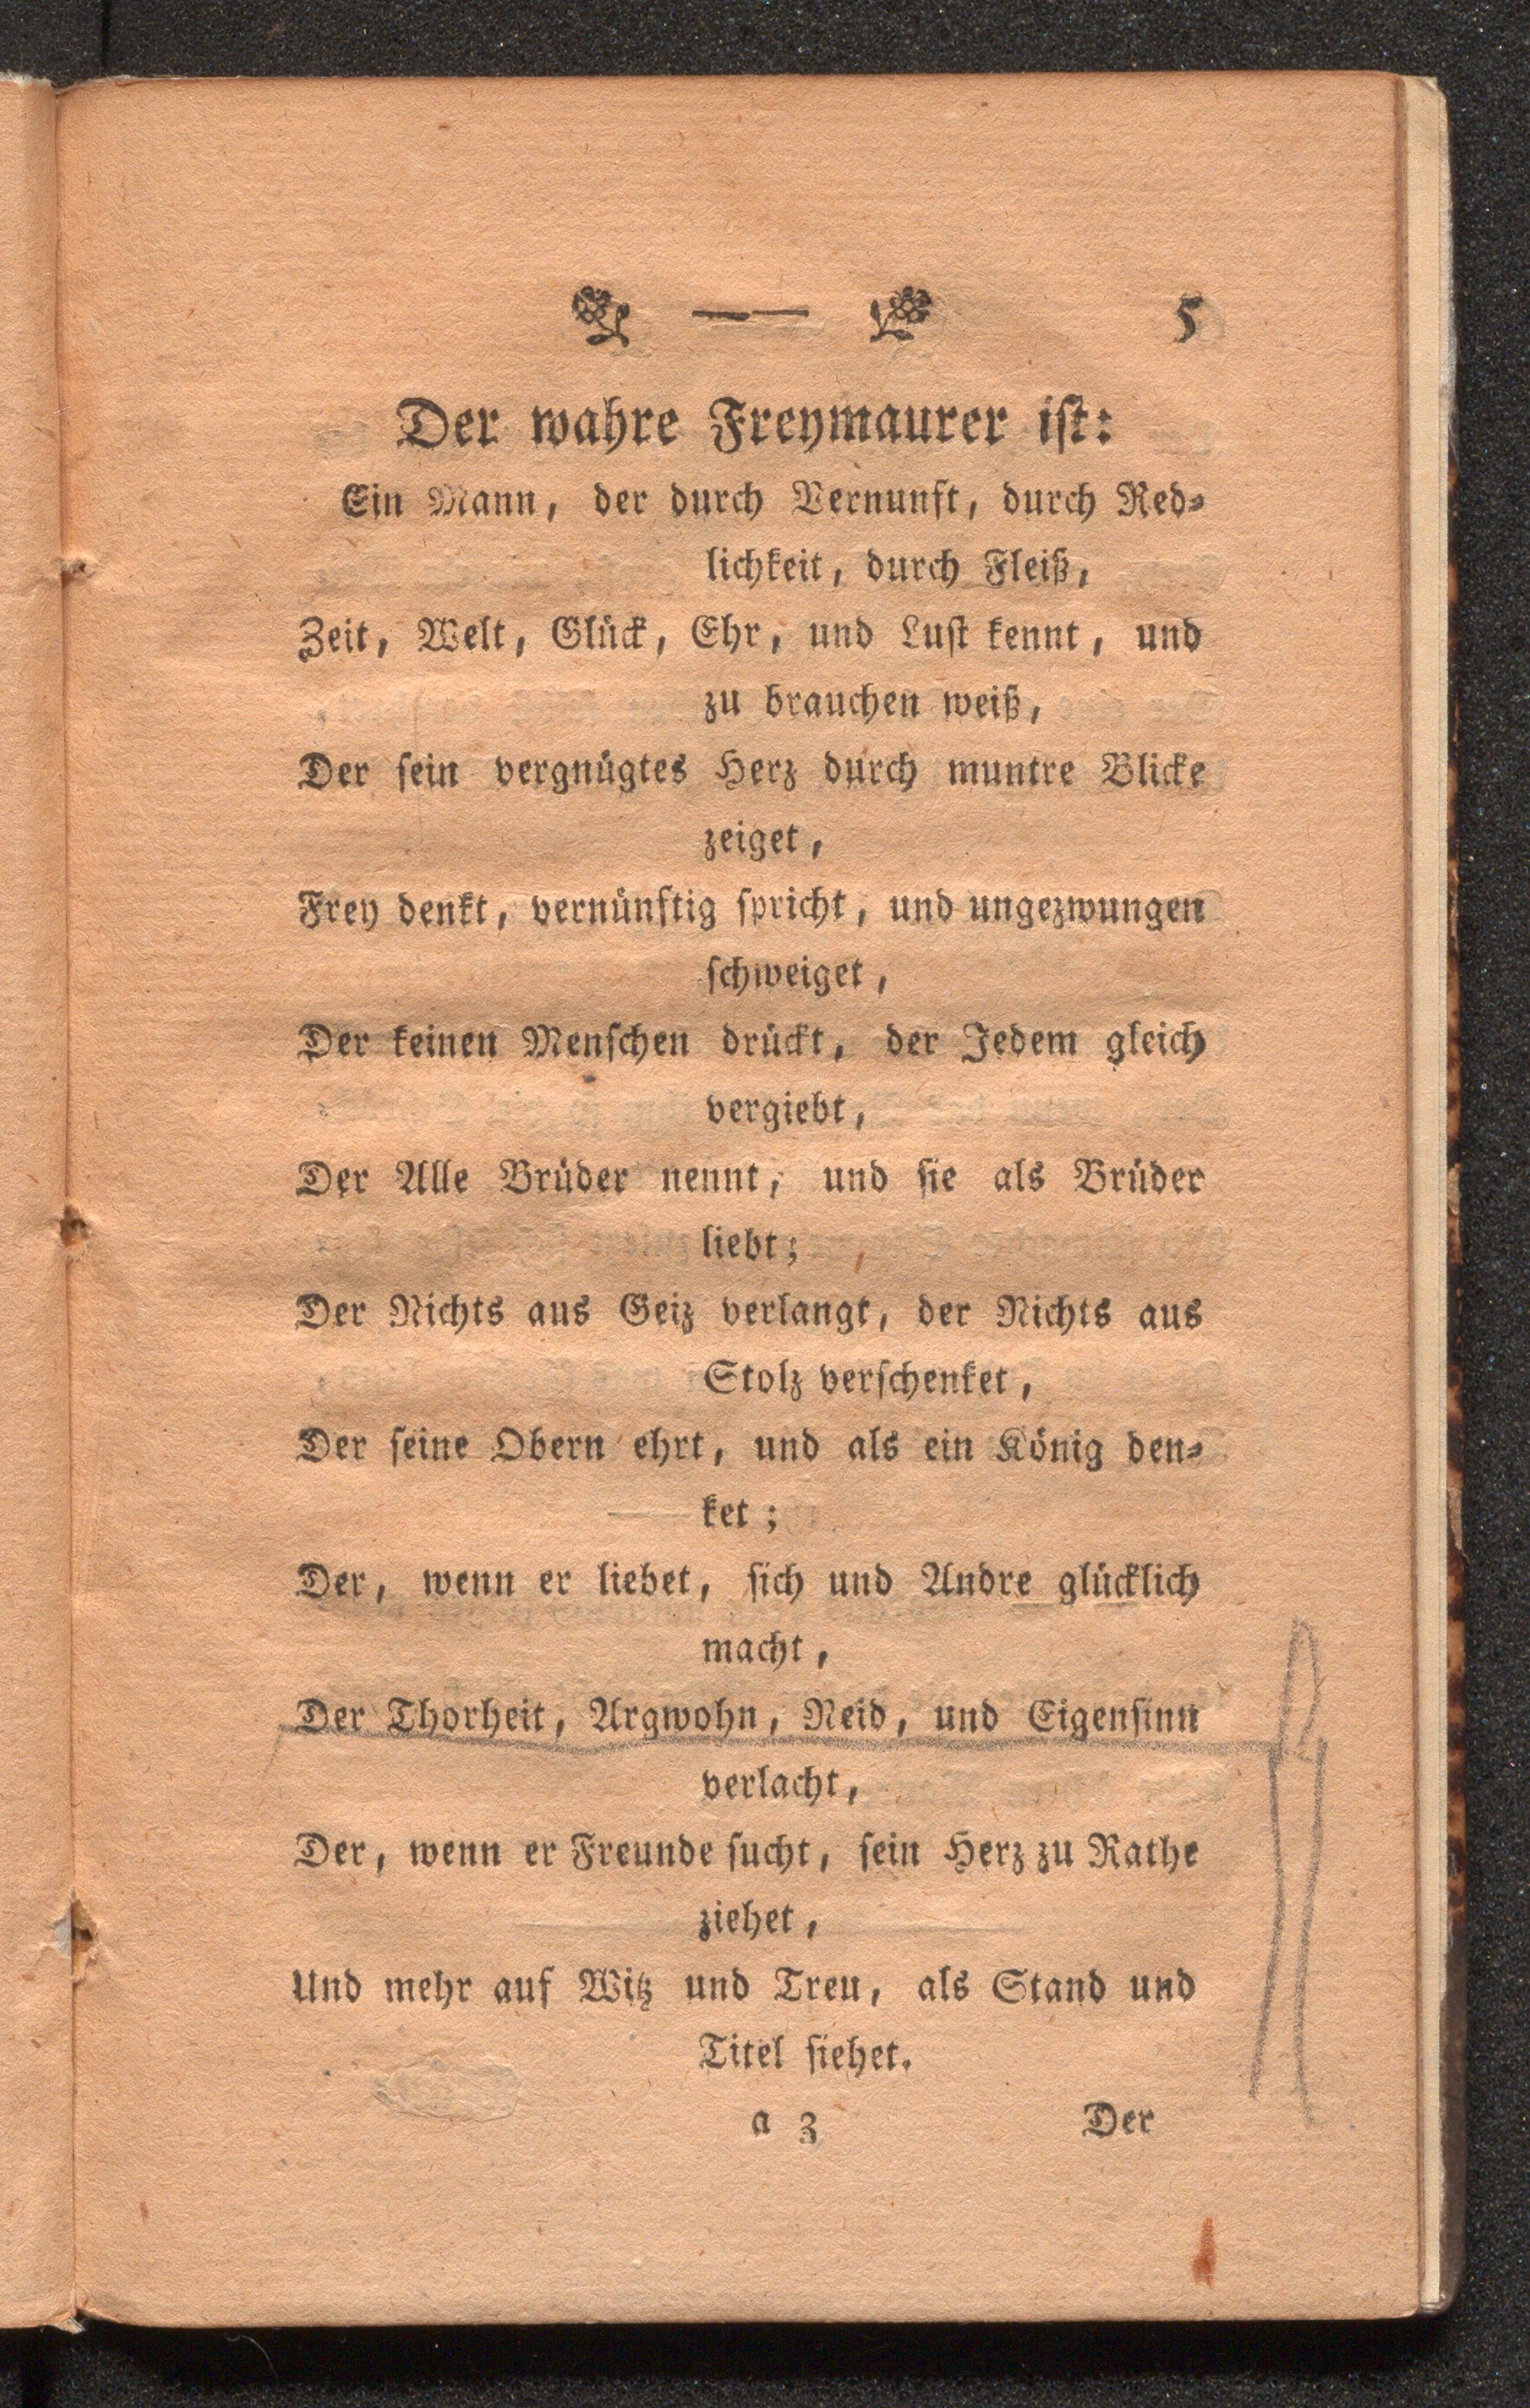 5
Der wahre Freymaurer ist:
Ein Mann, der durch Vernunft, durch Red-
lichkeit, durch Fleiß,
Zeit, Welt, Glück, Ehr, und Lust kennt, und
zu brauchen weiß,
Der sein vergnügtes Herz durch muntre Blicke
zeiget,
Frey denkt, vernünftig spricht, und ungezwungen
schweiget,
Der keinen Menschen drückt, der Jedem gleich
vergiebt,
Der Alle Brüder nennt, und sie als Brüder
liebt;
Der Nichts aus Geiz verlangt, der Nichts aus
Stolz verschenket,
Der seine Obern ehrt, und als ein König den-
ket;
Der, wenn er liebet, sich und Andre glücklich
macht,
Der Thorheit, Argwohn, Neid, und Eigensinn
verlacht,
Der, wenn er Freunde sucht, sein Herz zu Rathe
ziehet,
Und mehr auf Witz und Treu, als Stand und
Titel siehet.
a 3 Der